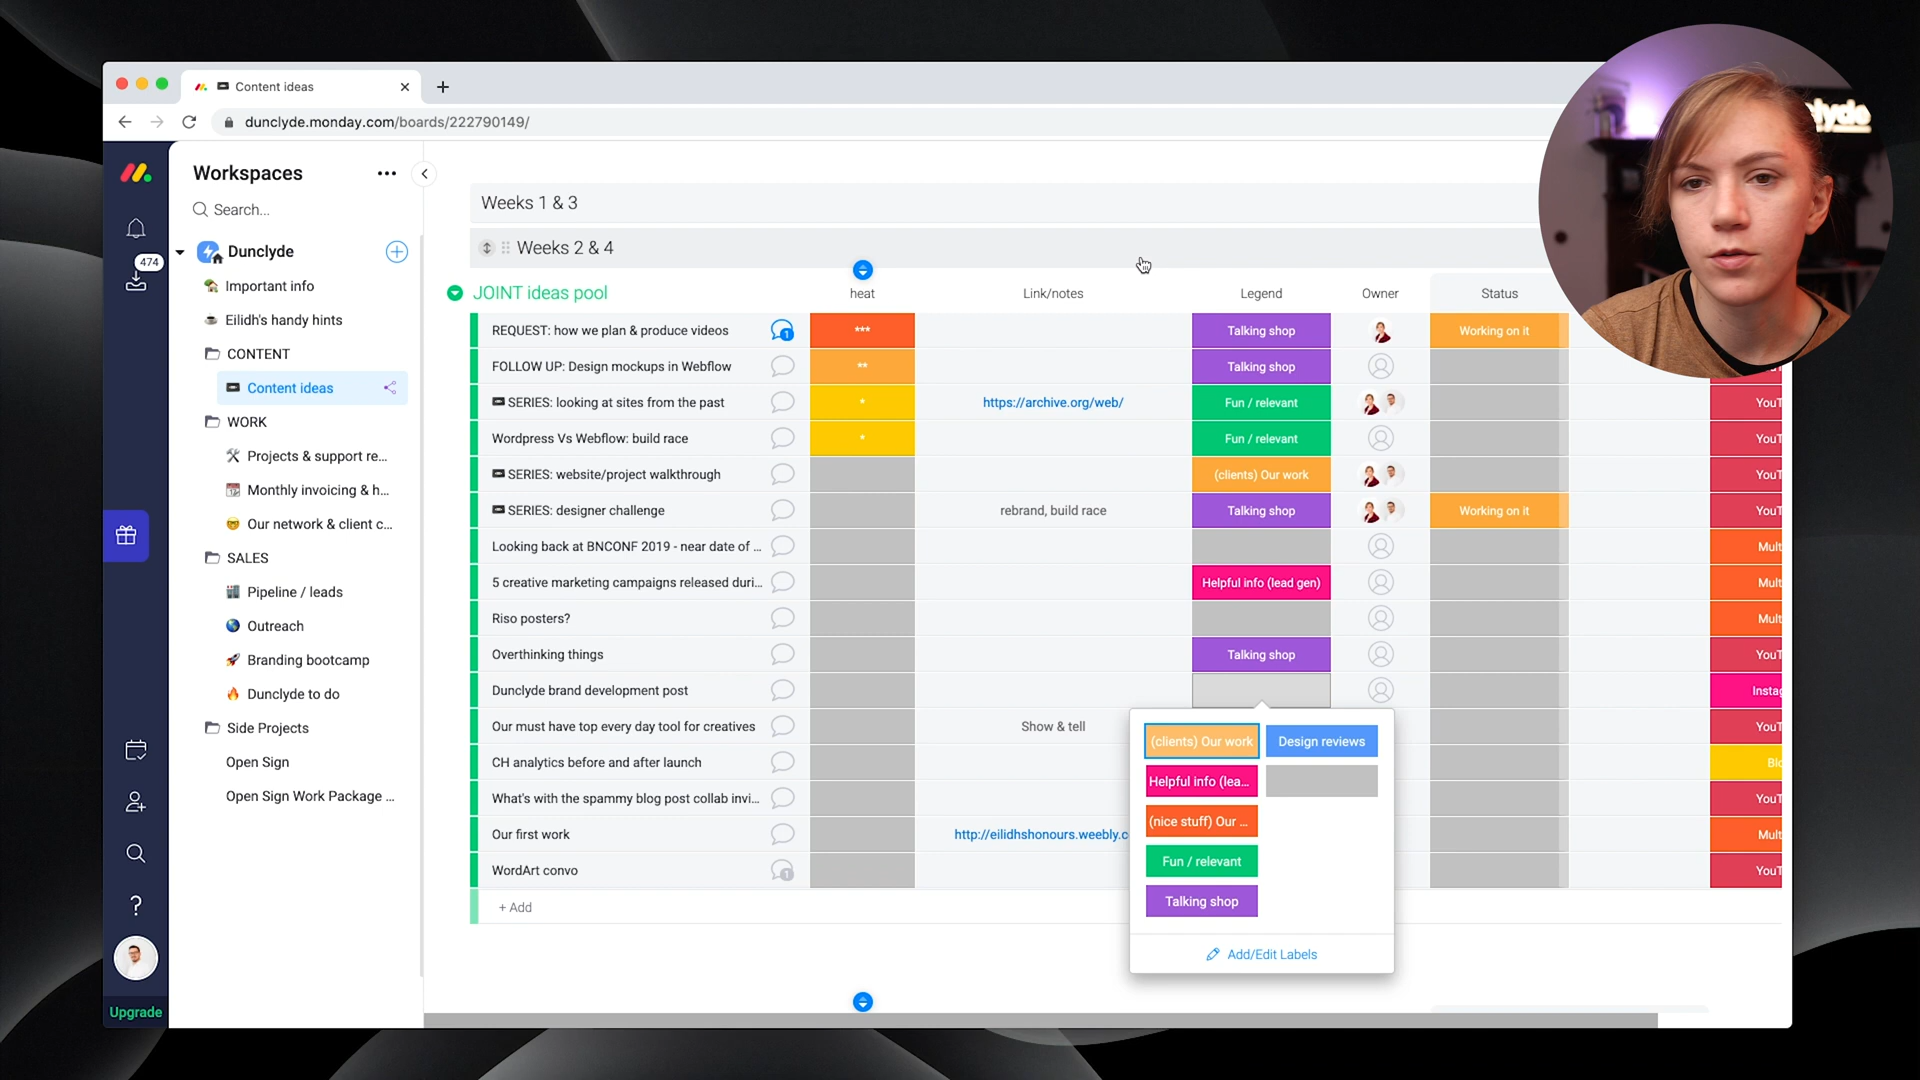 Content ideas
dunclyde.monday.com/boards/222790149/
Workspaces
Search...
474
Dunclyde
Important info
Eilidh's handy hints
CONTENT
Content ideas
WORK
Projects & support re...
Monthly invoicing & h...
Our network & client c...
SALES
Pipeline / leads
Outreach
Branding bootcamp
Dunclyde to do
Side Projects
Open Sign
Open Sign Work Package ...
Upgrade
Weeks 1 & 3
Weeks 2 & 4
JOINT ideas pool heat Link/notes Legend Owner Status
REQUEST: how we plan & produce videos 1 *** Talking shop Working on it
FOLLOW UP: Design mockups in Webflow ** Talking shop
SERIES: looking at sites from the past * https://archive.org/web/ Fun / relevant YouT
Wordpress Vs Webflow: build race * Fun / relevant YouT
SERIES: website/project walkthrough (clients) Our work YouT
SERIES: designer challenge rebrand, build race Talking shop Working on it YouT
Looking back at BNCONF 2019 - near date of ... Mult
5 creative marketing campaigns released duri... Helpful info (lead gen) Mult
Riso posters? Mult
Overthinking things Talking shop YouT
Dunclyde brand development post Instag
Our must have top every day tool for creatives Show & tell YouT
CH analytics before and after launch Blo
What's with the spammy blog post collab invi... YouT
Our first work http://eilidhshonours.weebly.c Mult
WordArt convo 1 YouT
+ Add
(clients) Our work Design reviews
Helpful info (lea...
(nice stuff) Our ...
Fun / relevant
Talking shop
Add/Edit Labels
clyde